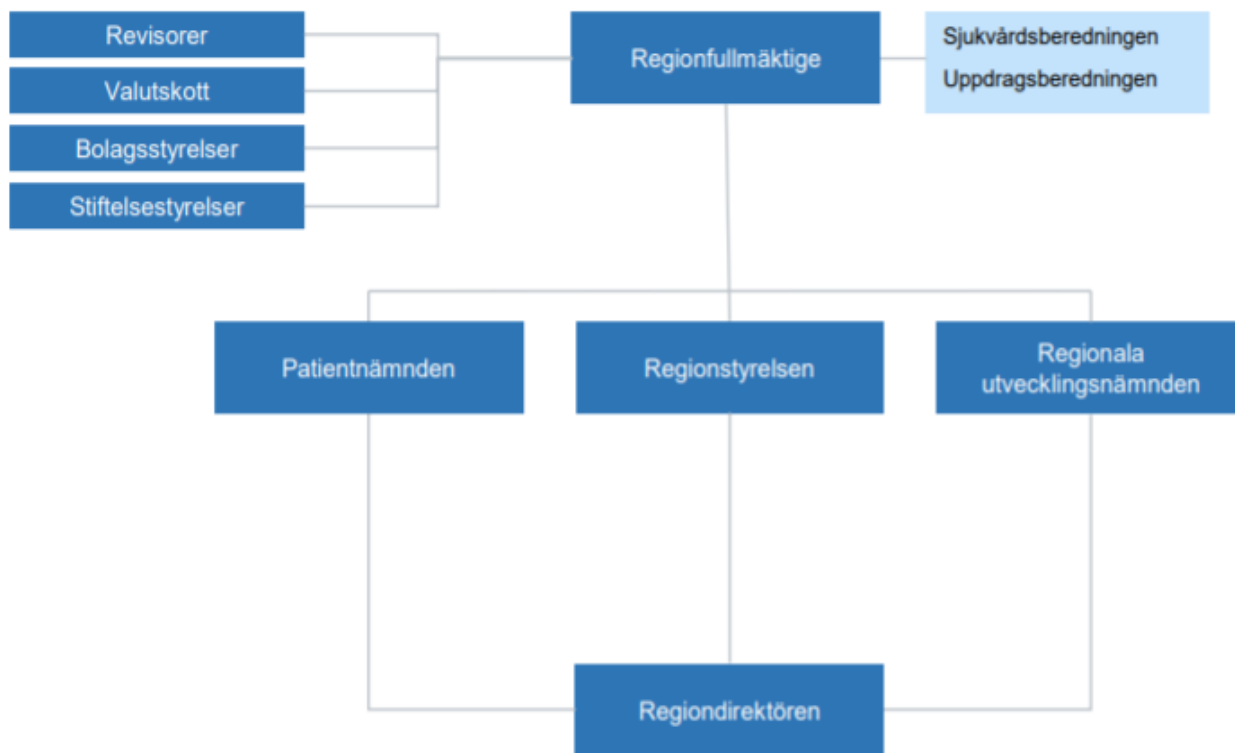 Revisorer
Valutskott
Bolagsstyrelser
Stiftelsestyrelser
Regionfullmäktige
Sjukvårdsberedningen
Uppdragsberedningen
Patientnämnden
Regionstyrelsen
Regionala
utvecklingsnämnden
Regiondirektören